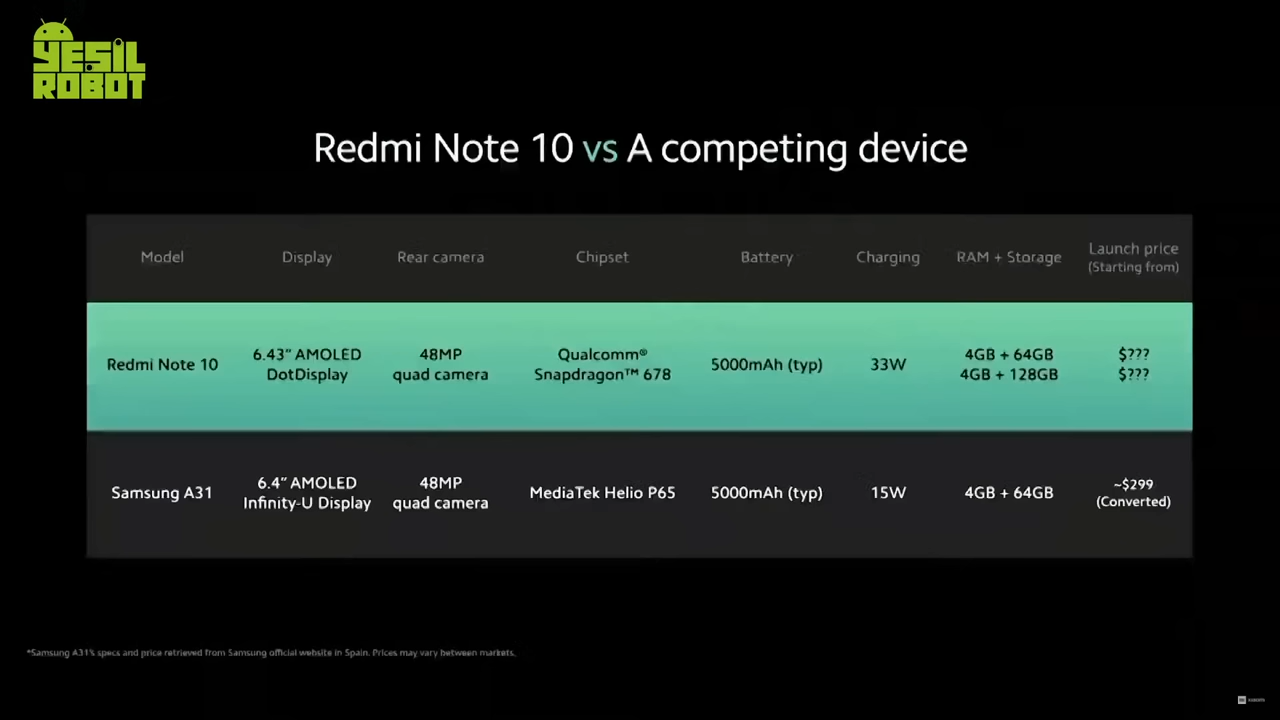 YEŞİL
ROBOT
Redmi Note 10 vs A competing device
Model
Display
Rear camera
Chipset
Battery
Charging
RAM + Storage
Launch price
(Starting from)
Redmi Note 10
6.43” AMOLED
DotDisplay
48MP
quad camera
Qualcomm®
Snapdragon™ 678
5000mAh (typ)
33W
4GB + 64GB
4GB + 128GB
$???
$???
Samsung A31
6.4” AMOLED
Infinity-U Display
48MP
quad camera
MediaTek Helio P65
5000mAh (typ)
15W
4GB + 64GB
~$299
(Converted)
*Samsung A31's specs and price retrieved from Samsung official website in Spain. Prices may vary between markets.